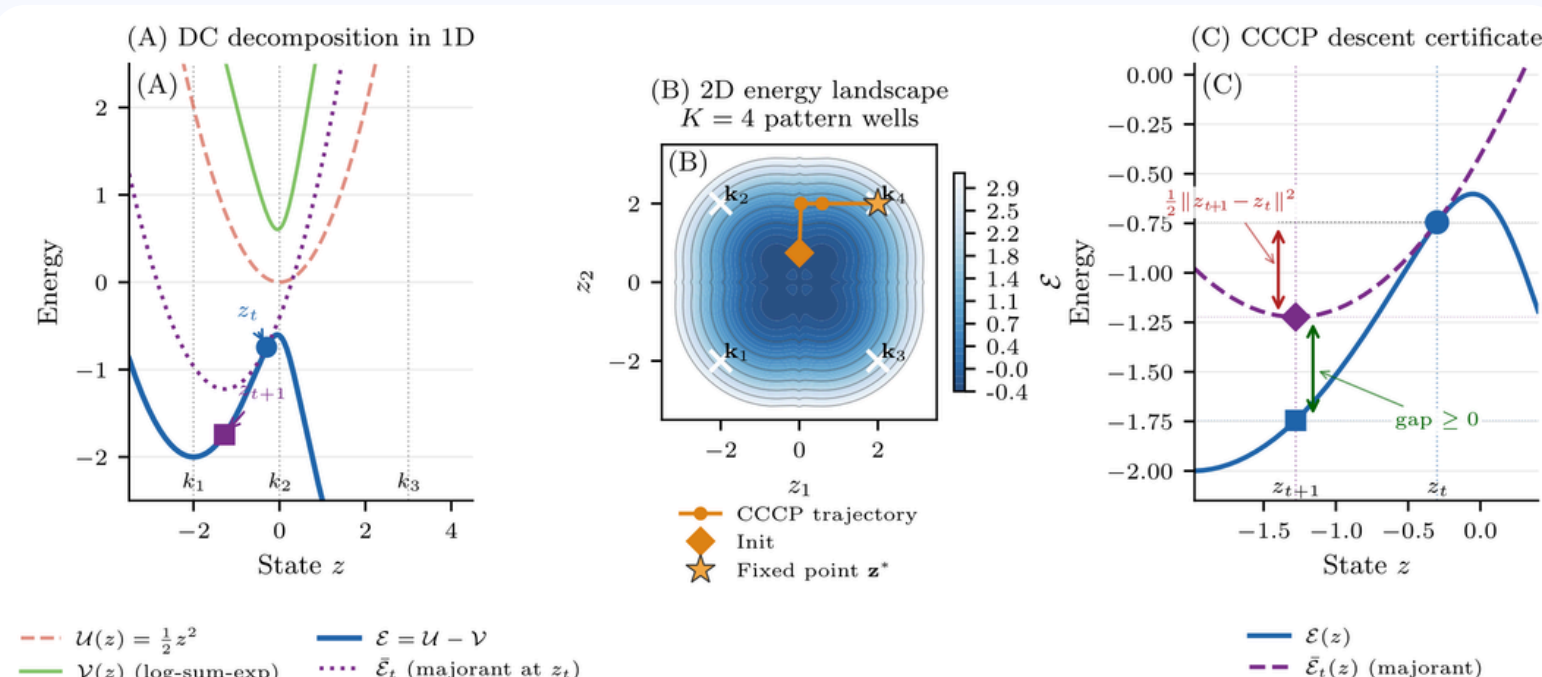 (A) DC decomposition in 1D
(A)
Energy
2
1
0
−1
−2
z_t
z_{t+1}
k_1
k_2
k_3
−2
0
2
4
State z
(B) 2D energy landscape
K = 4 pattern wells
(B)
z_2
2
0
−2
k_2
k_4
k_1
k_3
−2
0
2
z_1
2.9
2.5
2.2
1.8
1.4
1.1
0.7
0.4
-0.0
-0.4
ℰ
CCCP trajectory
Init
Fixed point z*
(C) CCCP descent certificate
(C)
Energy
0.00
−0.25
−0.50
−0.75
−1.00
−1.25
−1.50
−1.75
−2.00
½‖z_{t+1} − z_t‖²
gap ≥ 0
z_{t+1}
z_t
−1.5
−1.0
−0.5
0.0
State z
𝒰(z) = ½z²
ℰ = 𝒰 − 𝒱
𝒱(z) (log-sum-exp)
ℰ̄_t (majorant at z_t)
ℰ(z)
ℰ̄_t(z) (majorant)